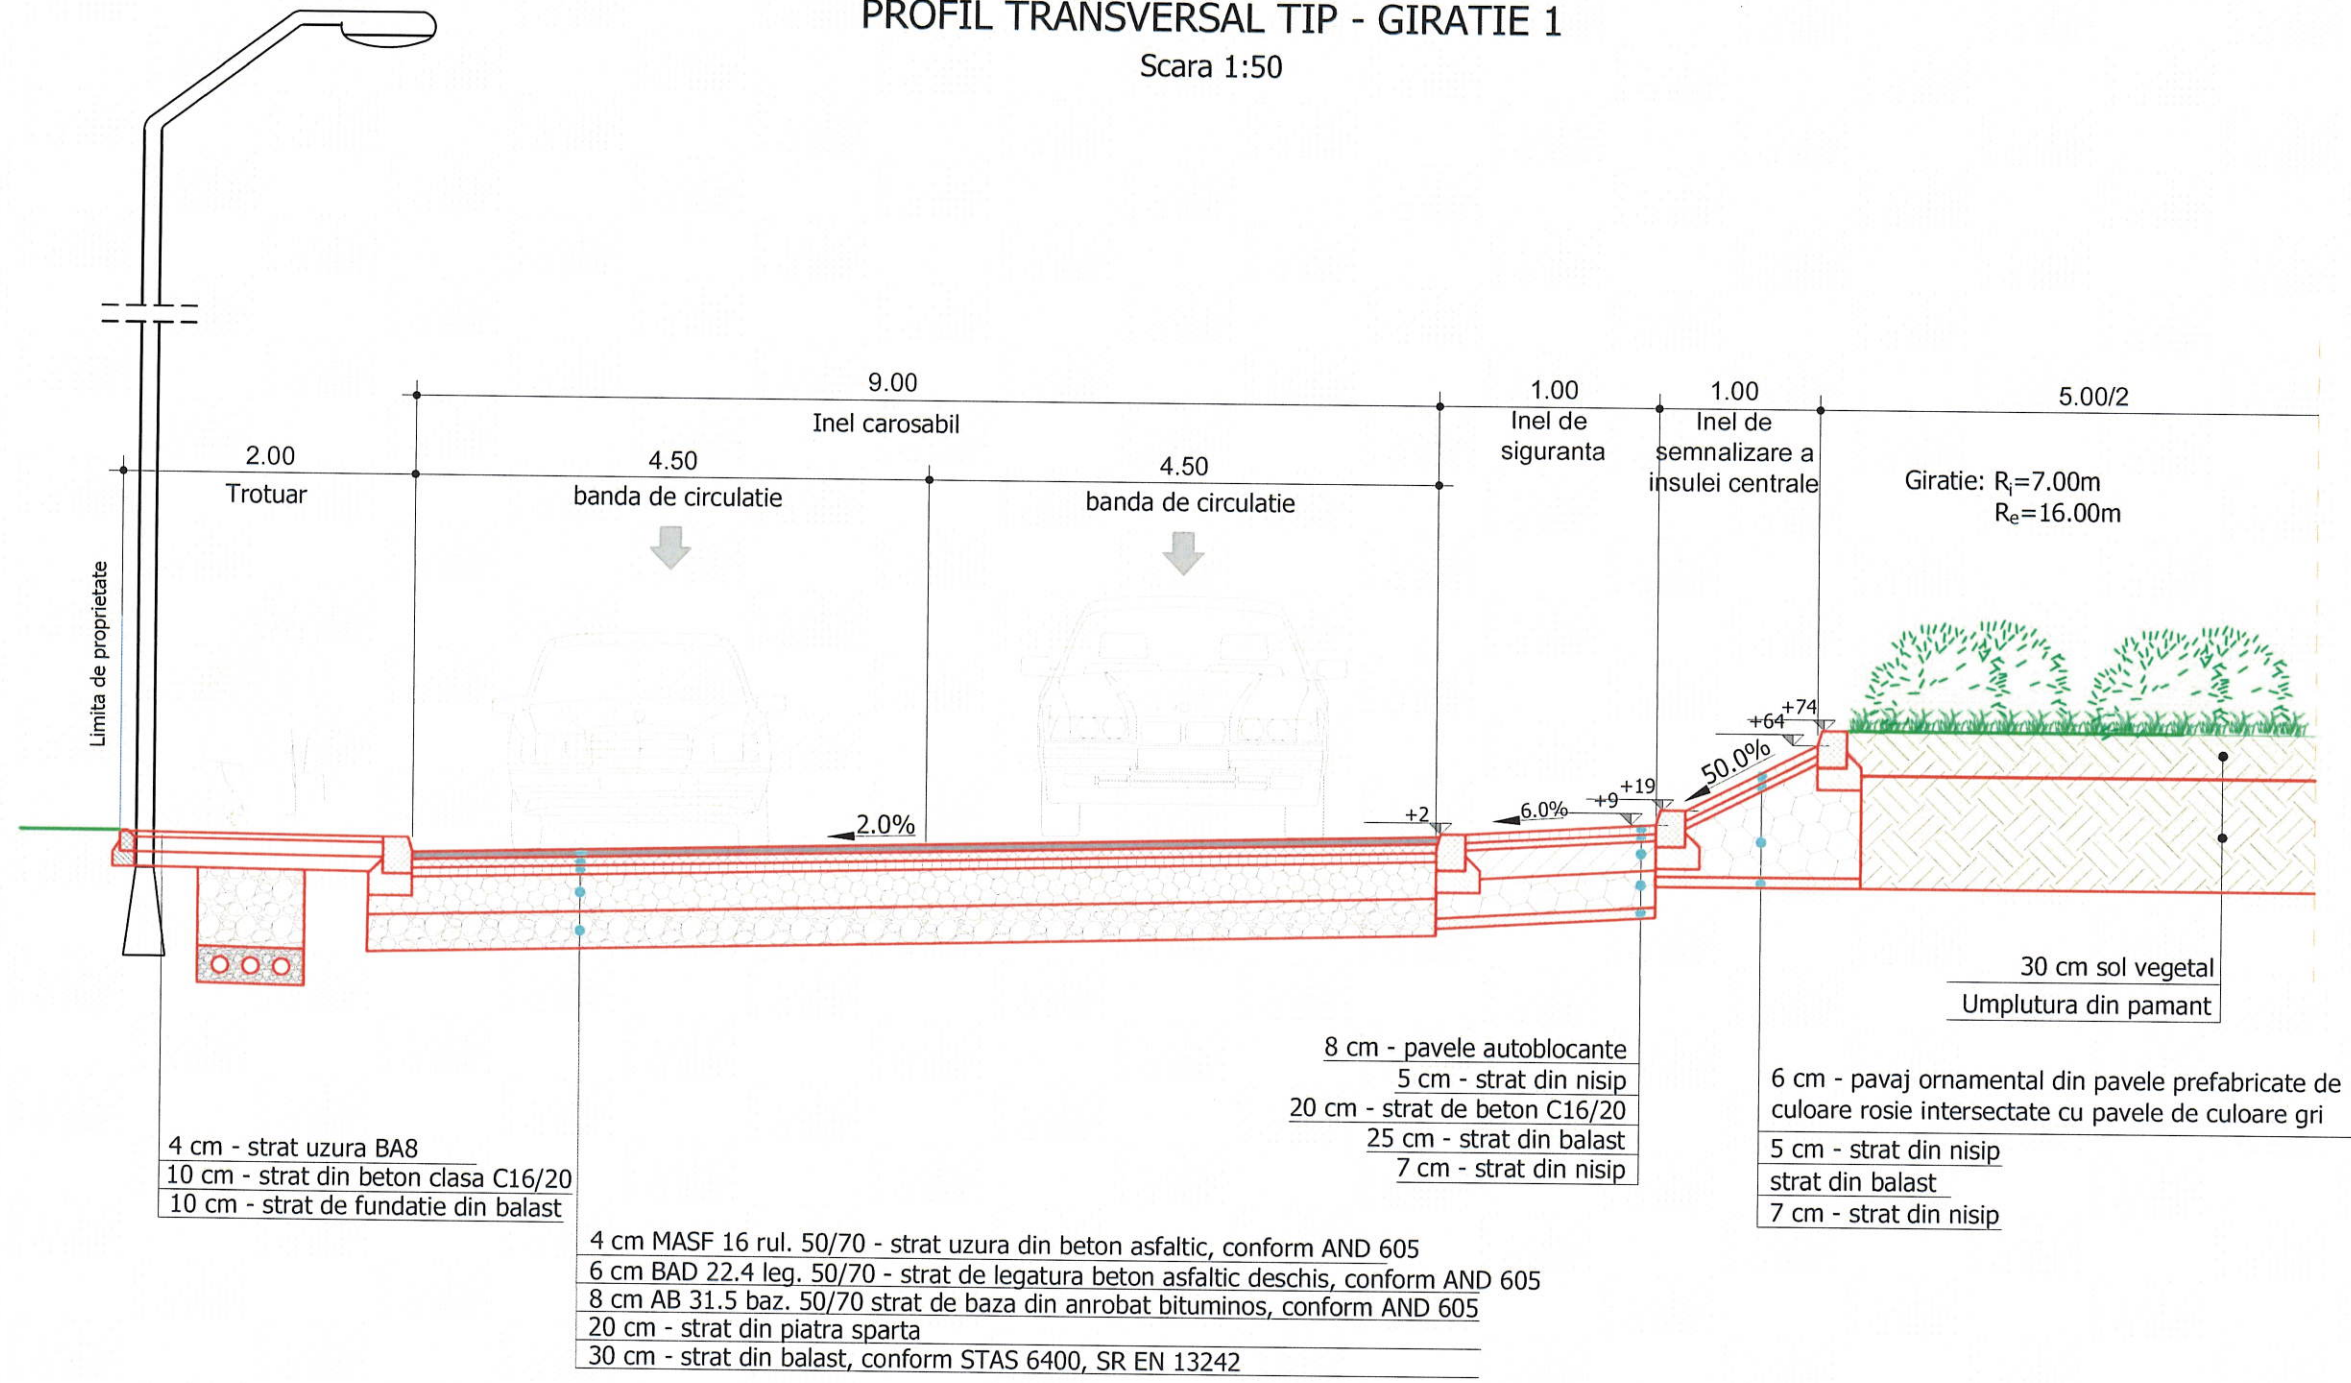 PROFIL TRANSVERSAL TIP - GIRATIE 1
Scara 1:50
9.00
Inel carosabil
1.00
Inel de
siguranta
1.00
Inel de
semnalizare a
insulei centrale
5.00/2
2.00
Trotuar
4.50
banda de circulatie
4.50
banda de circulatie
Giratie: Ri=7.00m
Re=16.00m
Limita de proprietate
2.0%
+2
6.0%
+9
+19
50.0%
+64
+74
30 cm sol vegetal
Umplutura din pamant
8 cm - pavele autoblocante
5 cm - strat din nisip
20 cm - strat de beton C16/20
25 cm - strat din balast
7 cm - strat din nisip
6 cm - pavaj ornamental din pavele prefabricate de
culoare rosie intersectate cu pavele de culoare gri
5 cm - strat din nisip
strat din balast
7 cm - strat din nisip
4 cm - strat uzura BA8
10 cm - strat din beton clasa C16/20
10 cm - strat de fundatie din balast
4 cm MASF 16 rul. 50/70 - strat uzura din beton asfaltic, conform AND 605
6 cm BAD 22.4 leg. 50/70 - strat de legatura beton asfaltic deschis, conform AND 605
8 cm AB 31.5 baz. 50/70 strat de baza din anrobat bituminos, conform AND 605
20 cm - strat din piatra sparta
30 cm - strat din balast, conform STAS 6400, SR EN 13242